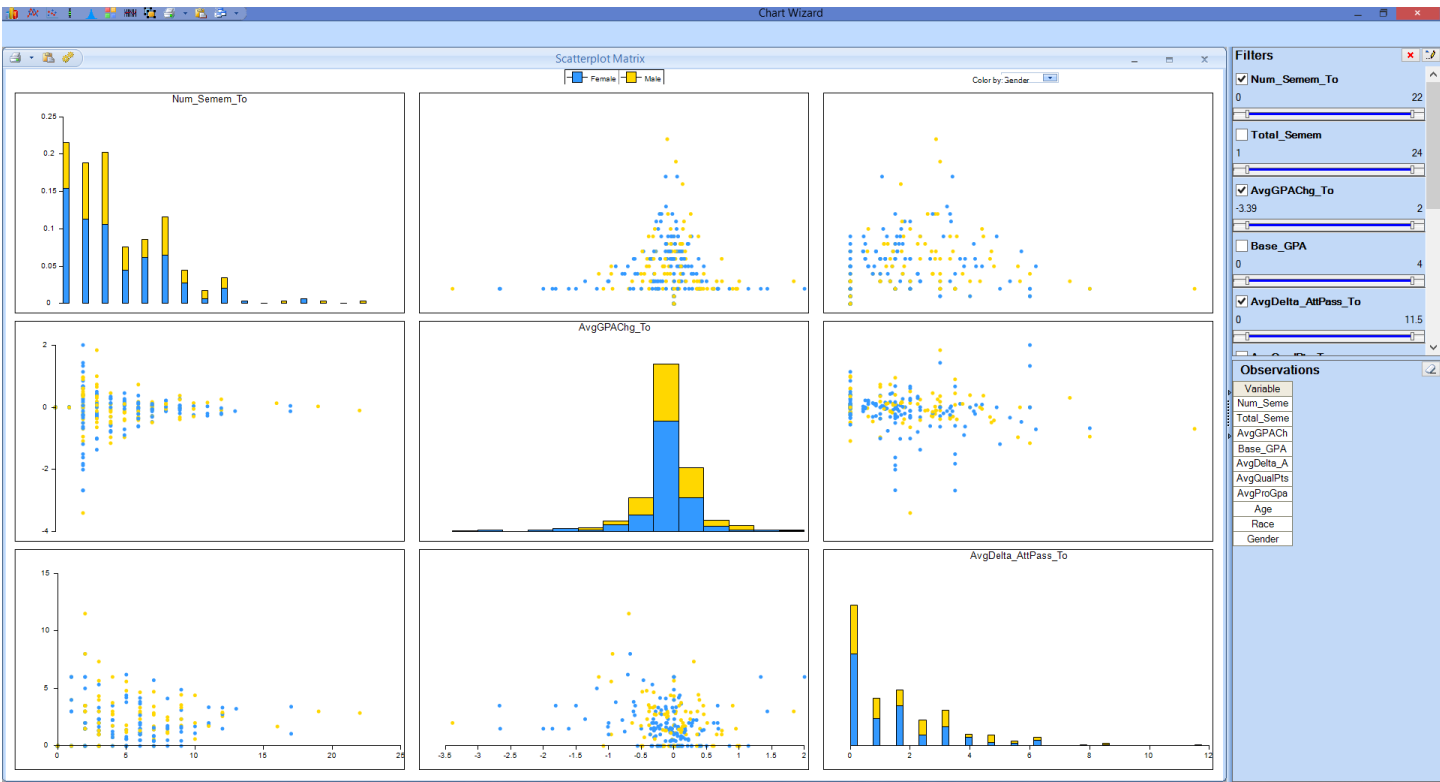 Chart Wizard
Scatterplot Matrix
Female Male
Color by: Gender
Num_Semem_To
0.25
0.2
0.15
0.1
0.05
0
2
0
-2
-4
AvgGPAChg_To
15
10
5
0
0 5 10 15 20 25
-3.5 -3 -2.5 -2 -1.5 -1 -0.5 0 0.5 1 1.5 2
AvgDelta_AttPass_To
0 2 4 6 8 10 12
Filters
Num_Semem_To
0 22
Total_Semem
1 24
AvgGPAChg_To
-3.39 2
Base_GPA
0 4
AvgDelta_AttPass_To
0 11.5
Observations
Variable
Num_Seme
Total_Seme
AvgGPACh
Base_GPA
AvgDelta_A
AvgQualPts
AvgProGpa
Age
Race
Gender